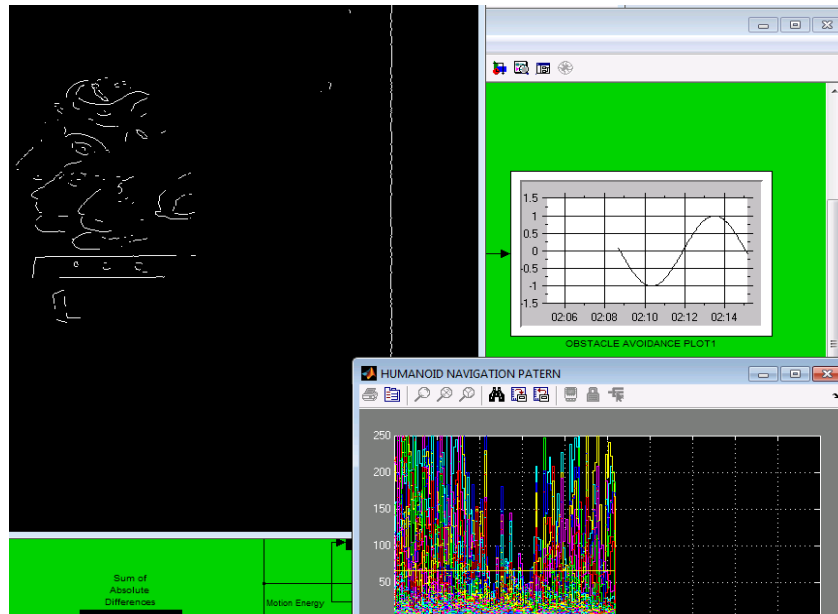 1.5
1
0.5
0
-0.5
-1
-1.5
02:06 02:08 02:10 02:12 02:14
OBSTACLE AVOIDANCE PLOT1
HUMANOID NAVIGATION PATERN
250
200
150
100
50
Sum of
Absolute
Differences
Motion Energy